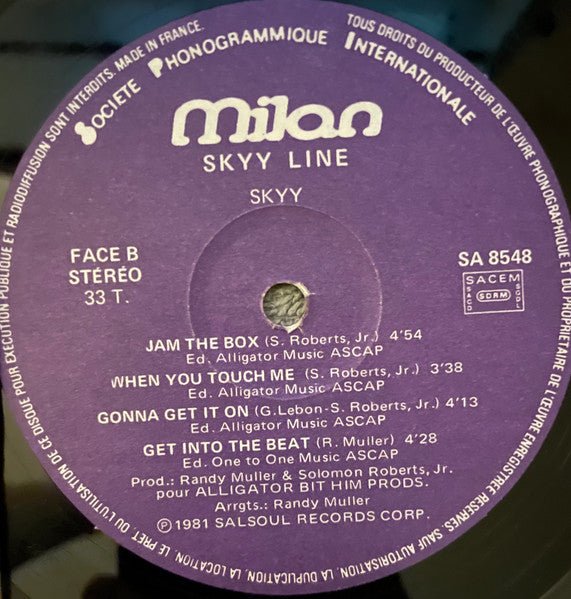 TOUS DROITS DU PRODUCTEUR DE L'ŒUVRE PHONOGRAPHIQUE ET DU PROPRIETAIRE DE L'ŒUVRE ENREGISTREE RESERVES. SAUF AUTORISATION, LA DUPLICATION, LA LOCATION, LE PRET, OU L'UTILISATION DE CE DISQUE POUR EXECUTION PUBLIQUE ET RADIODIFFUSION SONT INTERDITS. MADE IN FRANCE.
SOCIETE PHONOGRAMMIQUE INTERNATIONALE
milan
SKYY LINE
SKYY
FACE B
STÉRÉO
33 T.
SA 8548
SACEM
SACD
SDRM
SGDL
JAM THE BOX (S. Roberts, Jr.) 4'54
Ed. Alligator Music ASCAP
WHEN YOU TOUCH ME (S. Roberts, Jr.) 3'38
Ed. Alligator Music ASCAP
GONNA GET IT ON (G.Lebon-S. Roberts, Jr.) 4'13
Ed. Alligator Music ASCAP
GET INTO THE BEAT (R. Muller) 4'28
Ed. One to One Music ASCAP
Prod.: Randy Muller & Solomon Roberts, Jr.
pour ALLIGATOR BIT HIM PRODS.
Arrgts.: Randy Muller
℗ 1981 SALSOUL RECORDS CORP.